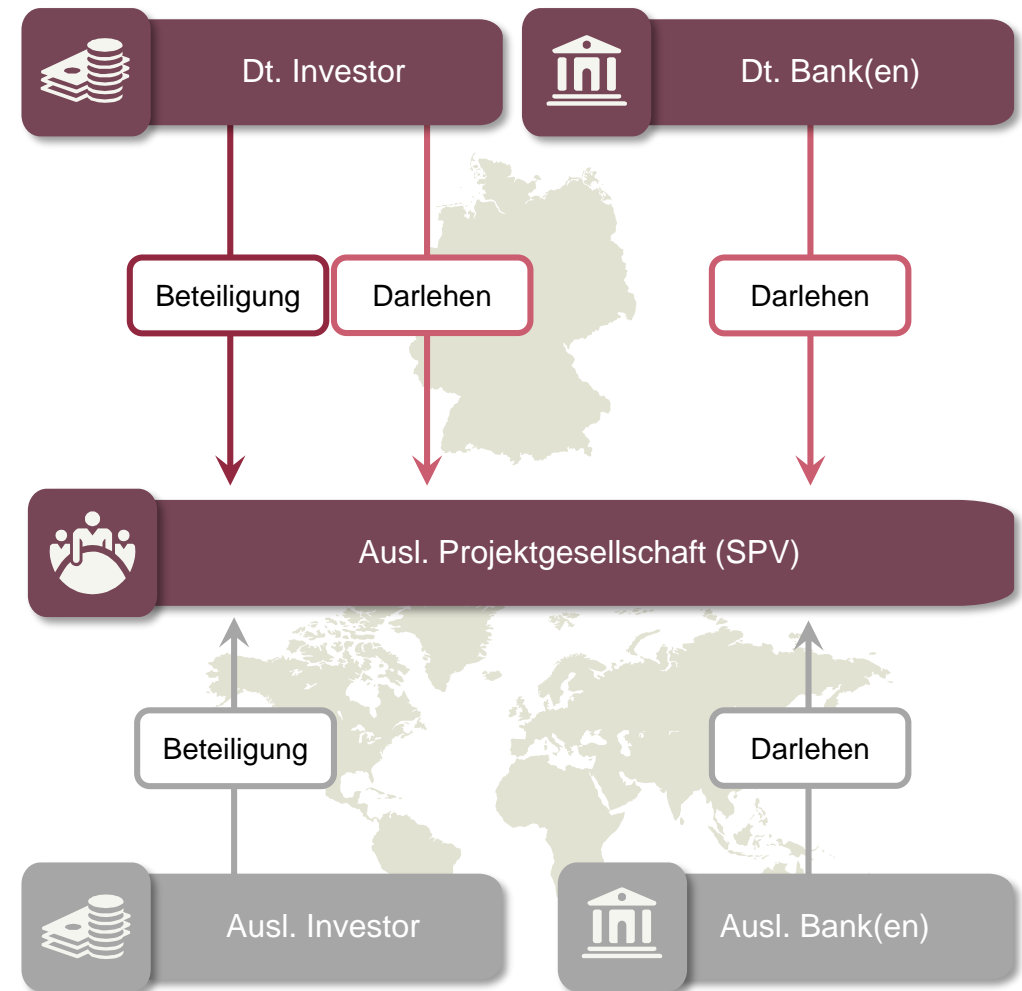 Dt. Investor
Dt. Bank(en)
Beteiligung
Darlehen
Darlehen
Ausl. Projektgesellschaft (SPV)
Beteiligung
Darlehen
Ausl. Investor
Ausl. Bank(en)